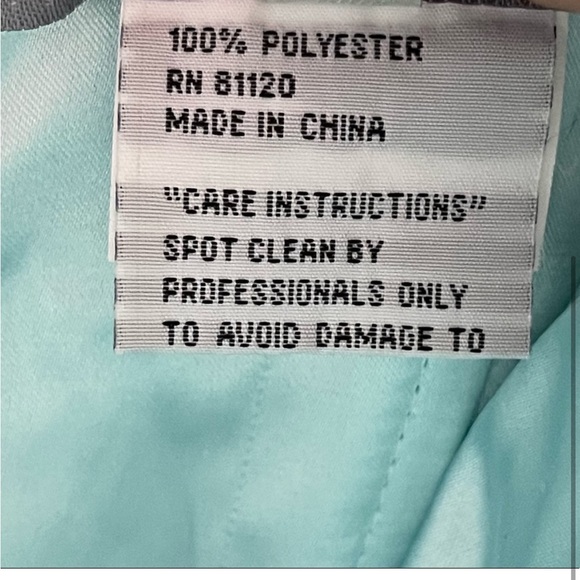 100% POLYESTER
RN 81120
MADE IN CHINA
"CARE INSTRUCTIONS"
SPOT CLEAN BY
PROFESSIONALS ONLY
TO AVOID DAMAGE TO